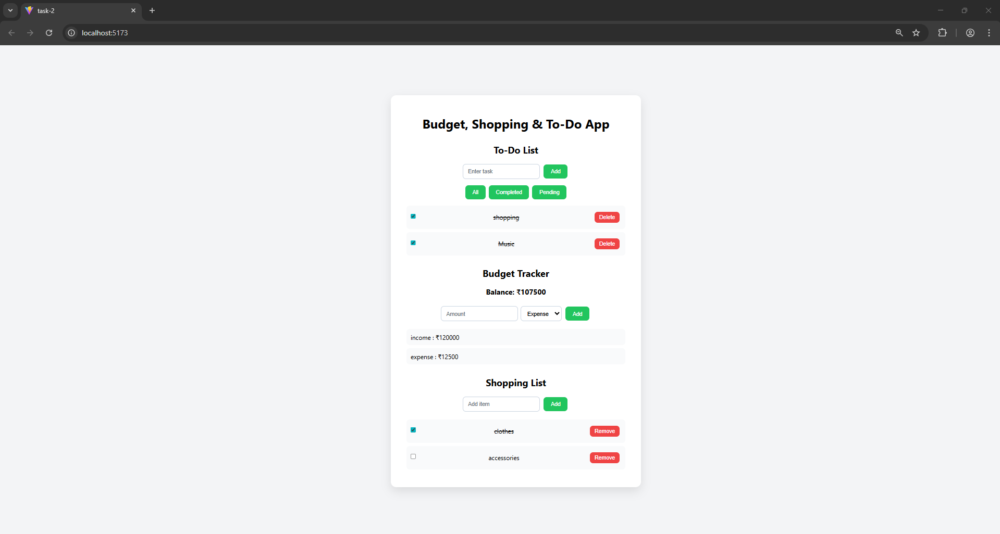 task-2
localhost:5173
Budget, Shopping & To-Do App
To-Do List
Enter task Add
All Completed Pending
shopping Delete
Music Delete
Budget Tracker
Balance: ₹107500
Amount Expense Add
income : ₹120000
expense : ₹12500
Shopping List
Add item Add
clothes Remove
accessories Remove